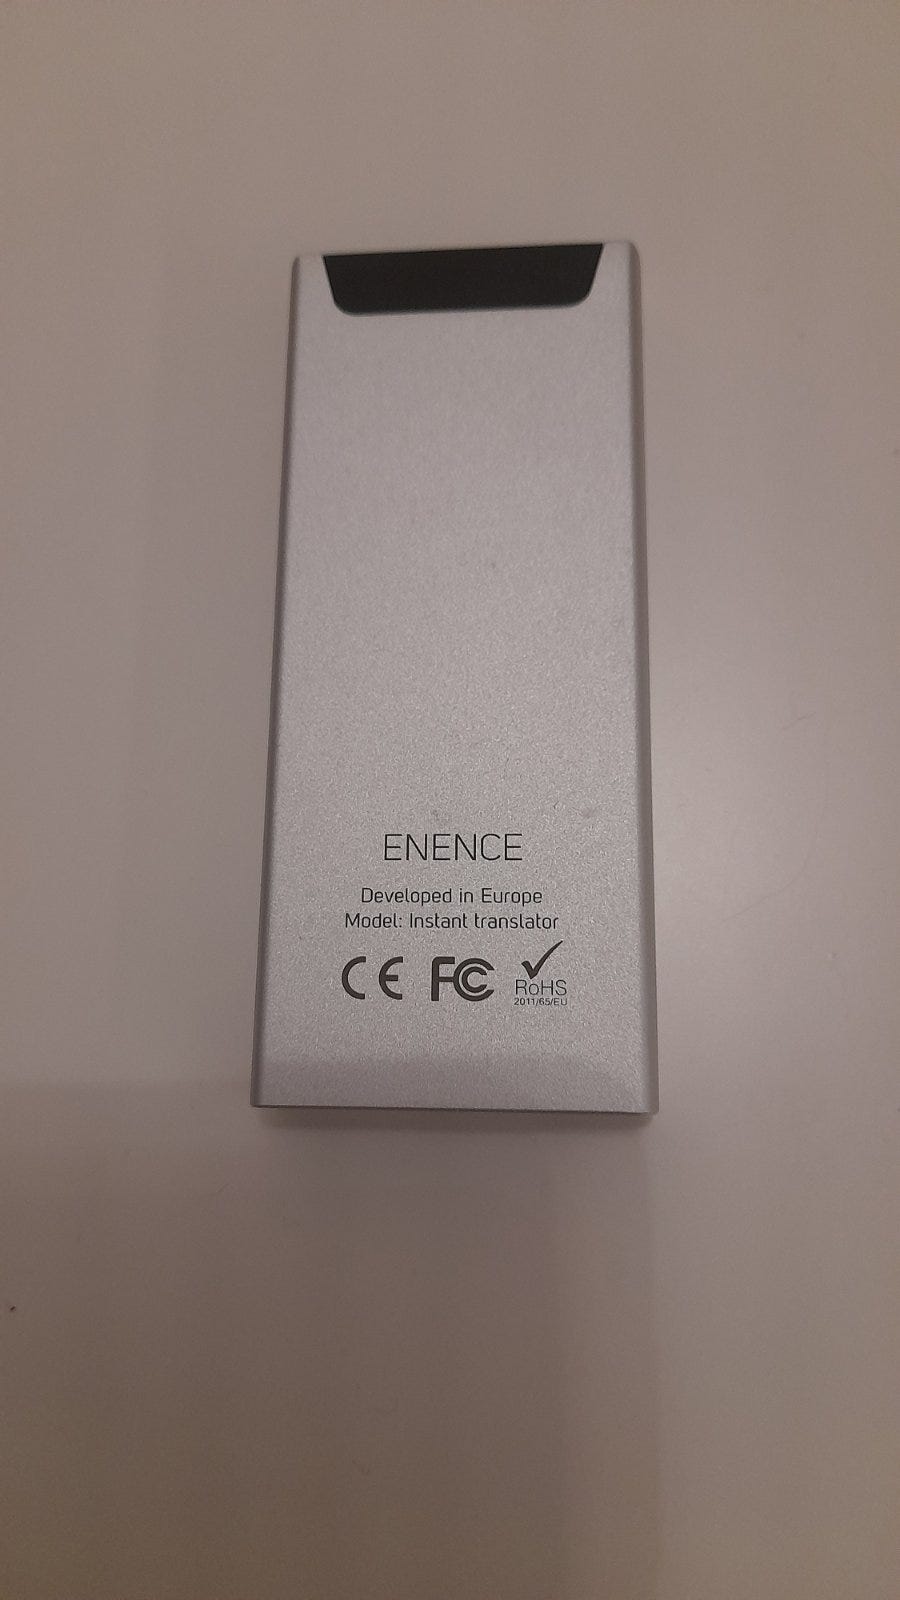 ENENCE
Developed in Europe
Model: Instant translator
CE FC RoHS
2011/65/EU